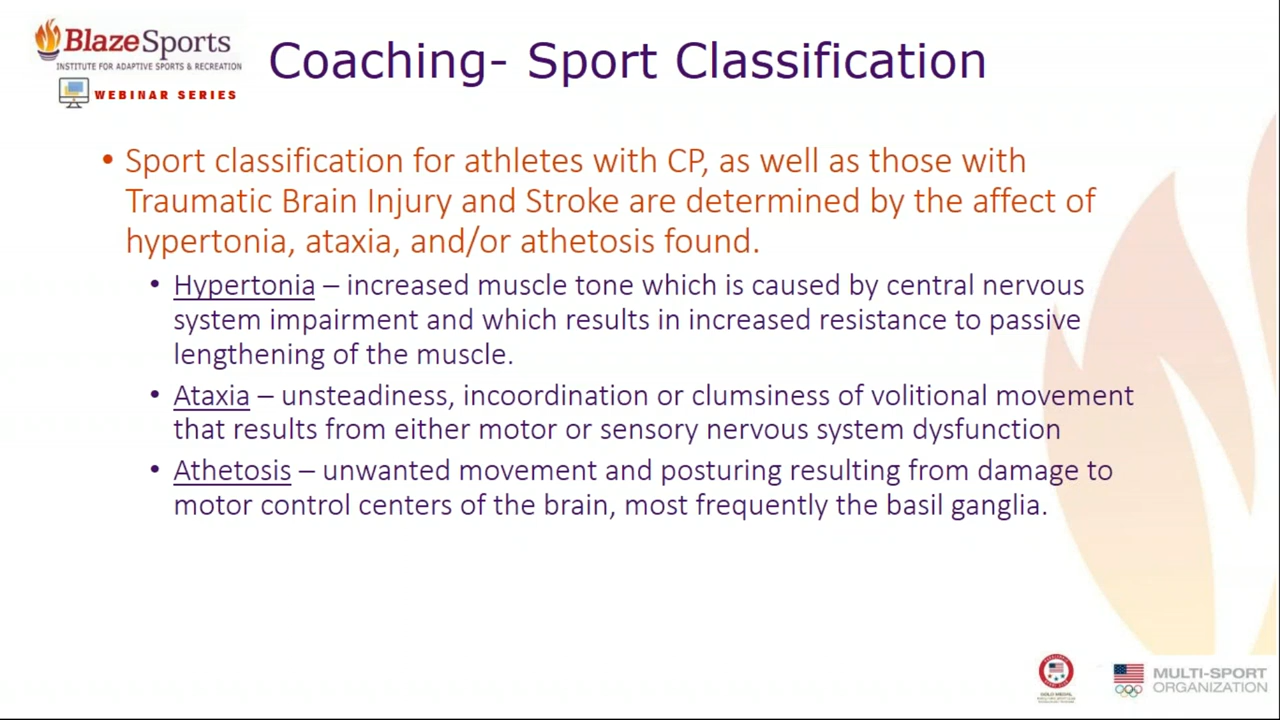 BlazeSports
INSTITUTE FOR ADAPTIVE SPORTS & RECREATION
WEBINAR SERIES
Coaching- Sport Classification
• Sport classification for athletes with CP, as well as those with
Traumatic Brain Injury and Stroke are determined by the affect of
hypertonia, ataxia, and/or athetosis found.
• Hypertonia – increased muscle tone which is caused by central nervous
system impairment and which results in increased resistance to passive
lengthening of the muscle.
• Ataxia – unsteadiness, incoordination or clumsiness of volitional movement
that results from either motor or sensory nervous system dysfunction
• Athetosis – unwanted movement and posturing resulting from damage to
motor control centers of the brain, most frequently the basil ganglia.
GOLD MEDAL
MULTI-SPORT
ORGANIZATION